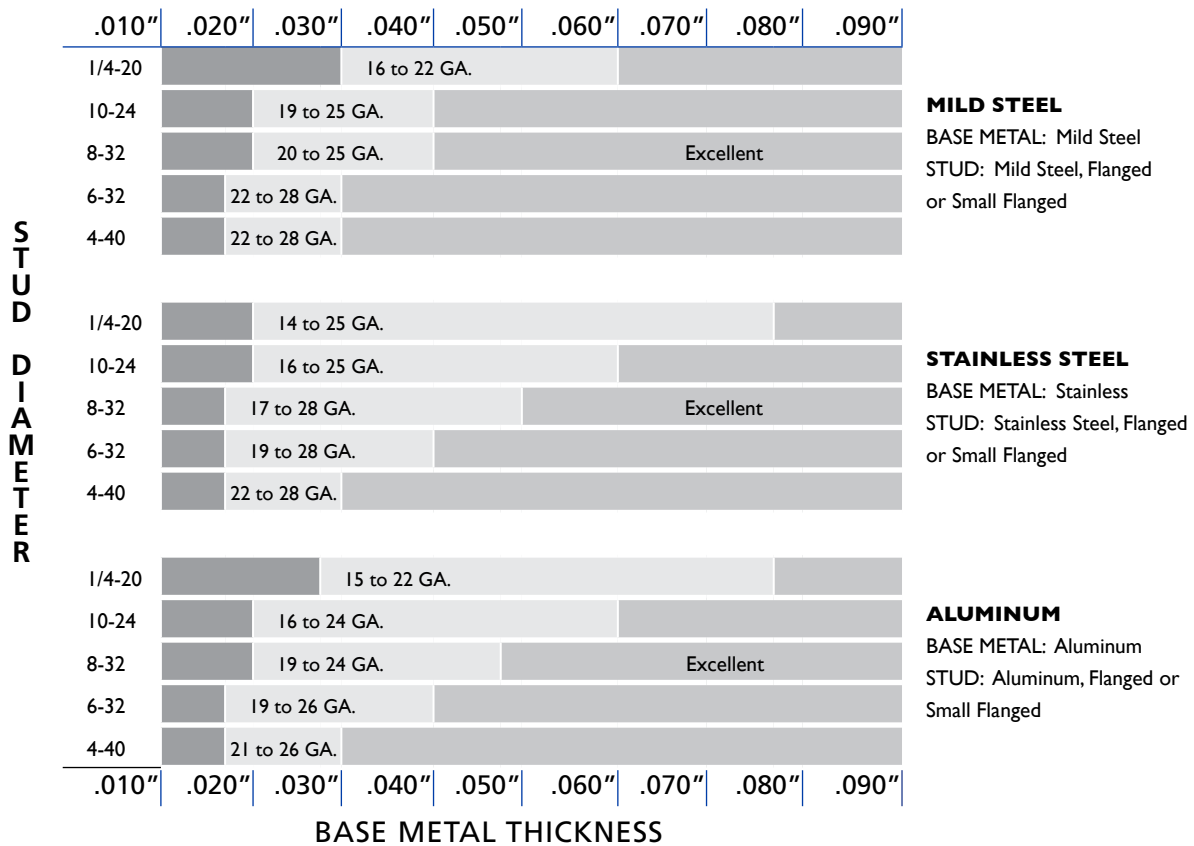 .010″ .020″ .030″ .040″ .050″ .060″ .070″ .080″ .090″
1/4-20 16 to 22 GA.
10-24 19 to 25 GA.
8-32 20 to 25 GA. Excellent
6-32 22 to 28 GA.
4-40 22 to 28 GA.
MILD STEEL
BASE METAL: Mild Steel
STUD: Mild Steel, Flanged
or Small Flanged
STUD DIAMETER
1/4-20 14 to 25 GA.
10-24 16 to 25 GA.
8-32 17 to 28 GA. Excellent
6-32 19 to 28 GA.
4-40 22 to 28 GA.
STAINLESS STEEL
BASE METAL: Stainless
STUD: Stainless Steel, Flanged
or Small Flanged
1/4-20 15 to 22 GA.
10-24 16 to 24 GA.
8-32 19 to 24 GA. Excellent
6-32 19 to 26 GA.
4-40 21 to 26 GA.
ALUMINUM
BASE METAL: Aluminum
STUD: Aluminum, Flanged or
Small Flanged
.010″ .020″ .030″ .040″ .050″ .060″ .070″ .080″ .090″
BASE METAL THICKNESS